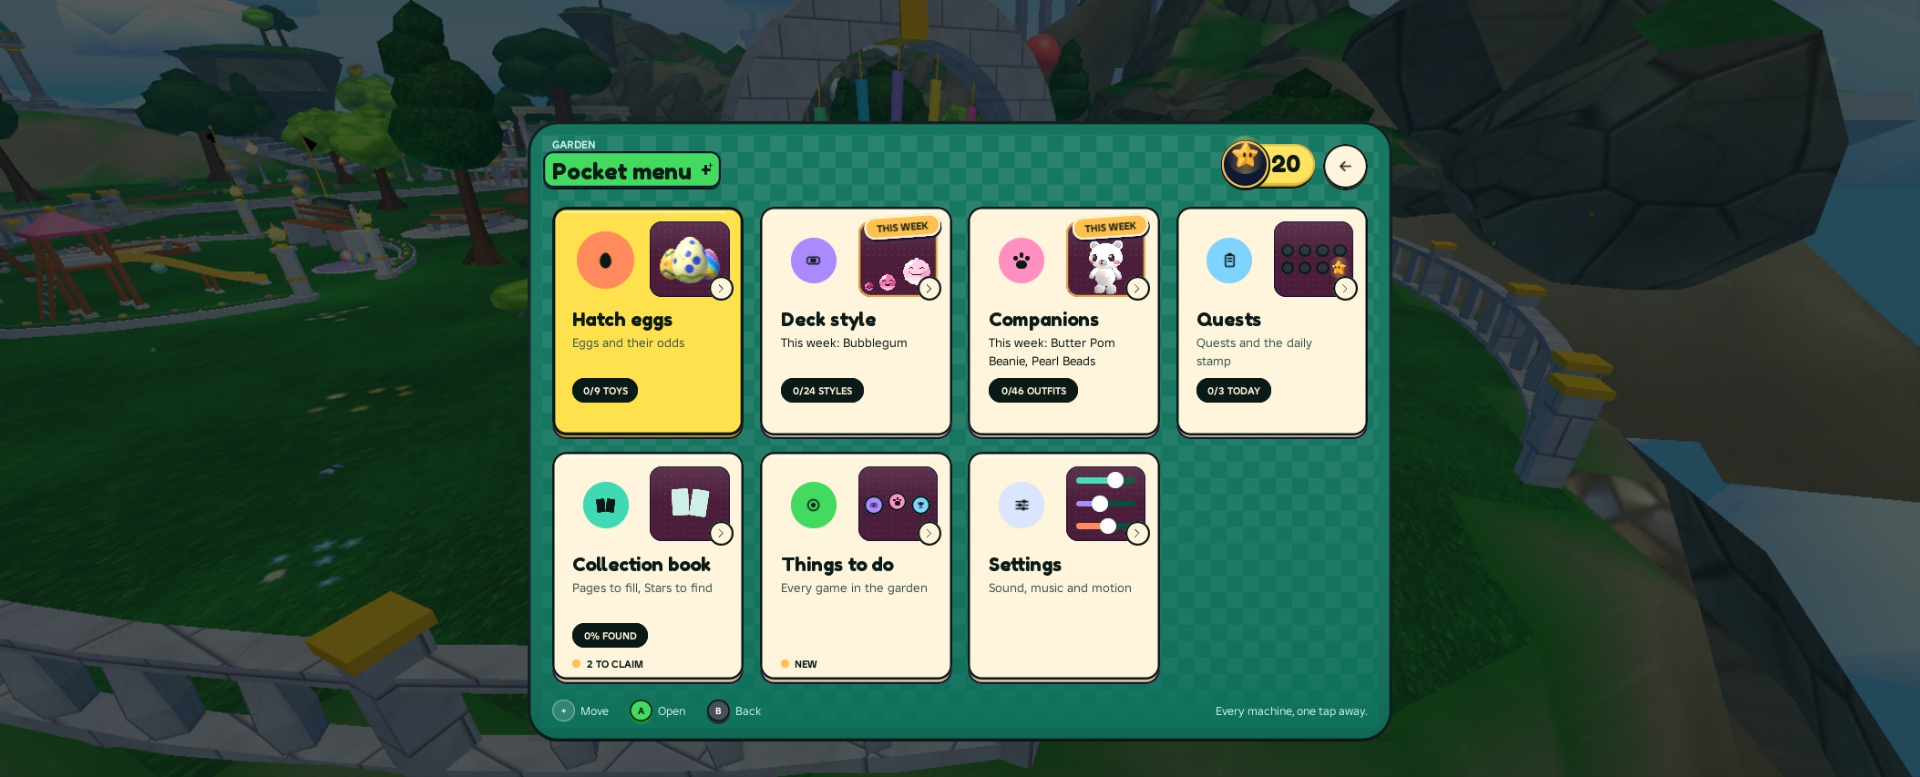 GARDEN
Pocket menu
20
THIS WEEK
THIS WEEK
Hatch eggs
Eggs and their odds
0/9 TOYS
Deck style
This week: Bubblegum
0/24 STYLES
Companions
This week: Butter Pom
Beanie, Pearl Beads
0/46 OUTFITS
Quests
Quests and the daily
stamp
0/3 TODAY
Collection book
Pages to fill, Stars to find
0% FOUND
2 TO CLAIM
Things to do
Every game in the garden
NEW
Settings
Sound, music and motion
Move
A Open
B Back
Every machine, one tap away.